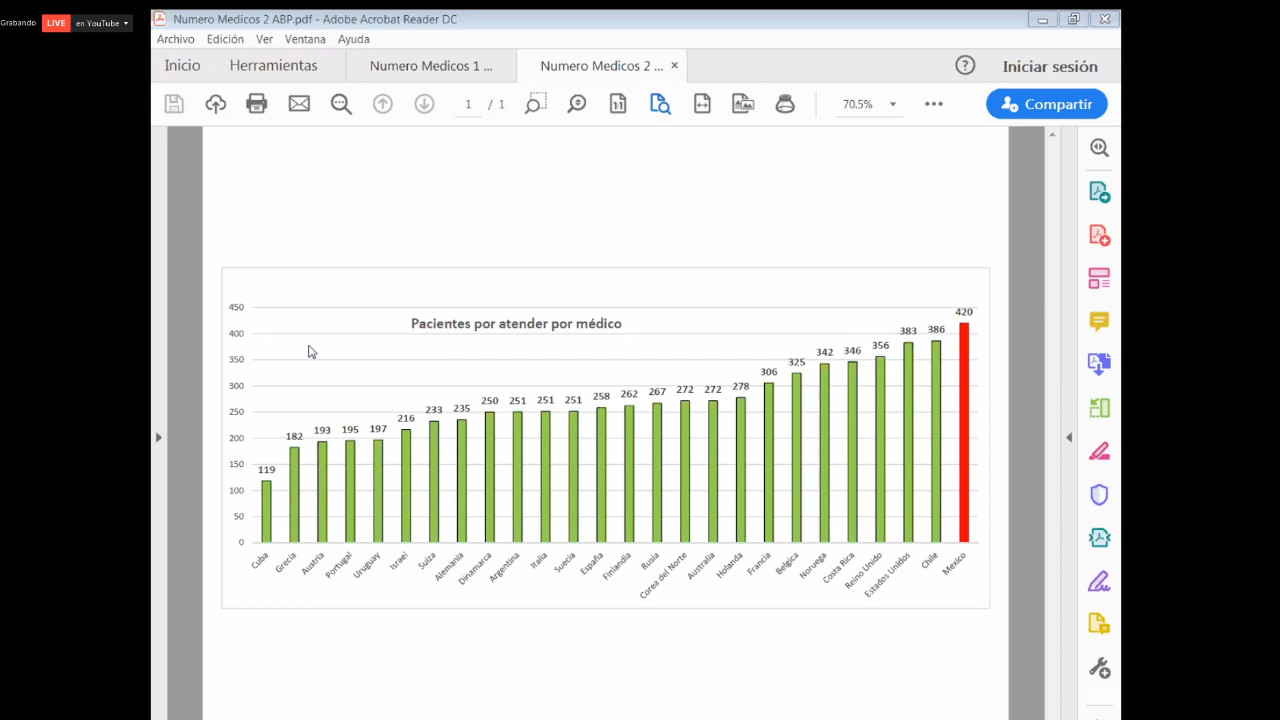 Grabando LIVE en YouTube
Numero Medicos 2 ABP.pdf - Adobe Acrobat Reader DC
Archivo Edición Ver Ventana Ayuda
Inicio Herramientas Numero Medicos 1 ... Numero Medicos 2 ... × ? Iniciar sesión
1 / 1 70.5% Compartir
Pacientes por atender por médico
450
400
350
300
250
200
150
100
50
0
119 182 193 195 197 216 233 235 250 251 251 251 258 262 267 272 272 278 306 325 342 346 356 383 386 420
Cuba Grecia Austria Portugal Uruguay Israel Suiza Alemania Dinamarca Argentina Italia Suecia España Finlandia Rusia Corea del Norte Australia Holanda Francia Belgica Noruega Costa Rica Reino Unido Estados Unidos Chile Mexico